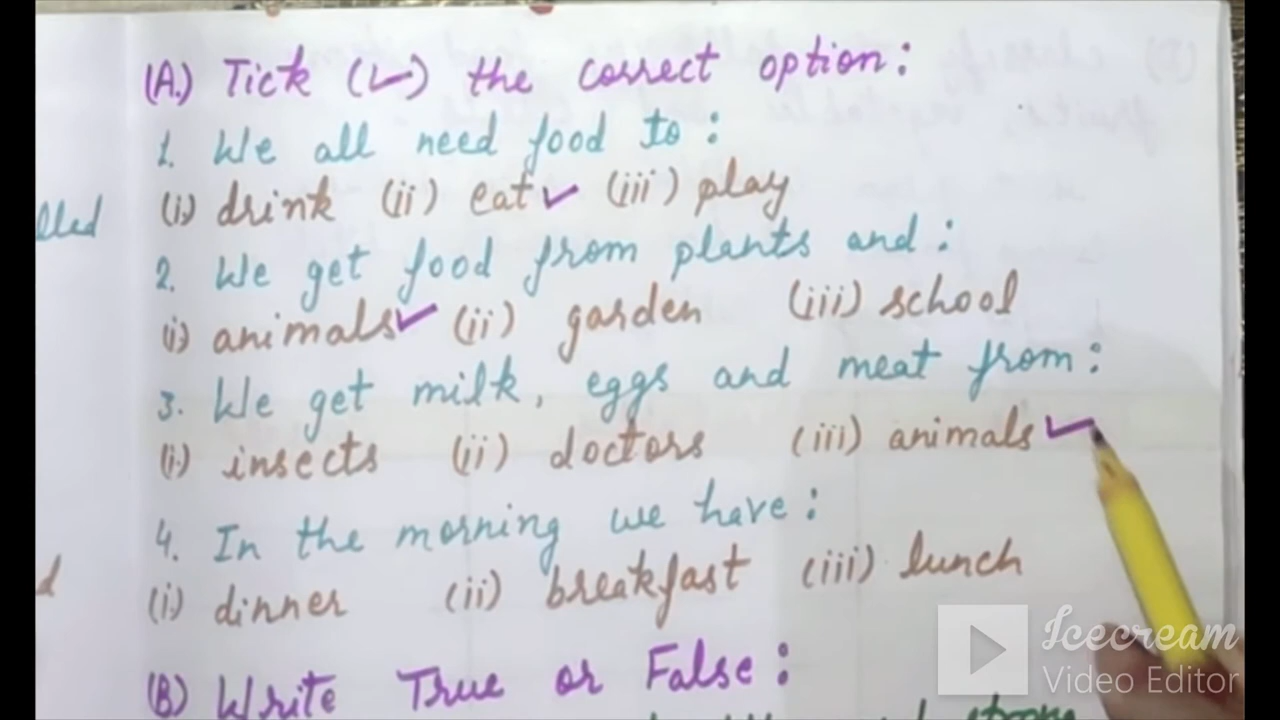 (A.) Tick (✓) the correct option:
1. We all need food to:
(i) drink (ii) eat ✓ (iii) play
lled
2. We get food from plants and:
(i) animals ✓ (ii) garden (iii) school
3. We get milk, eggs and meat from:
(i) insects (ii) doctors (iii) animals ✓
4. In the morning we have:
d
(i) dinner (ii) breakfast (iii) lunch
(B) Write True or False:
strong
Icecream
Video Editor